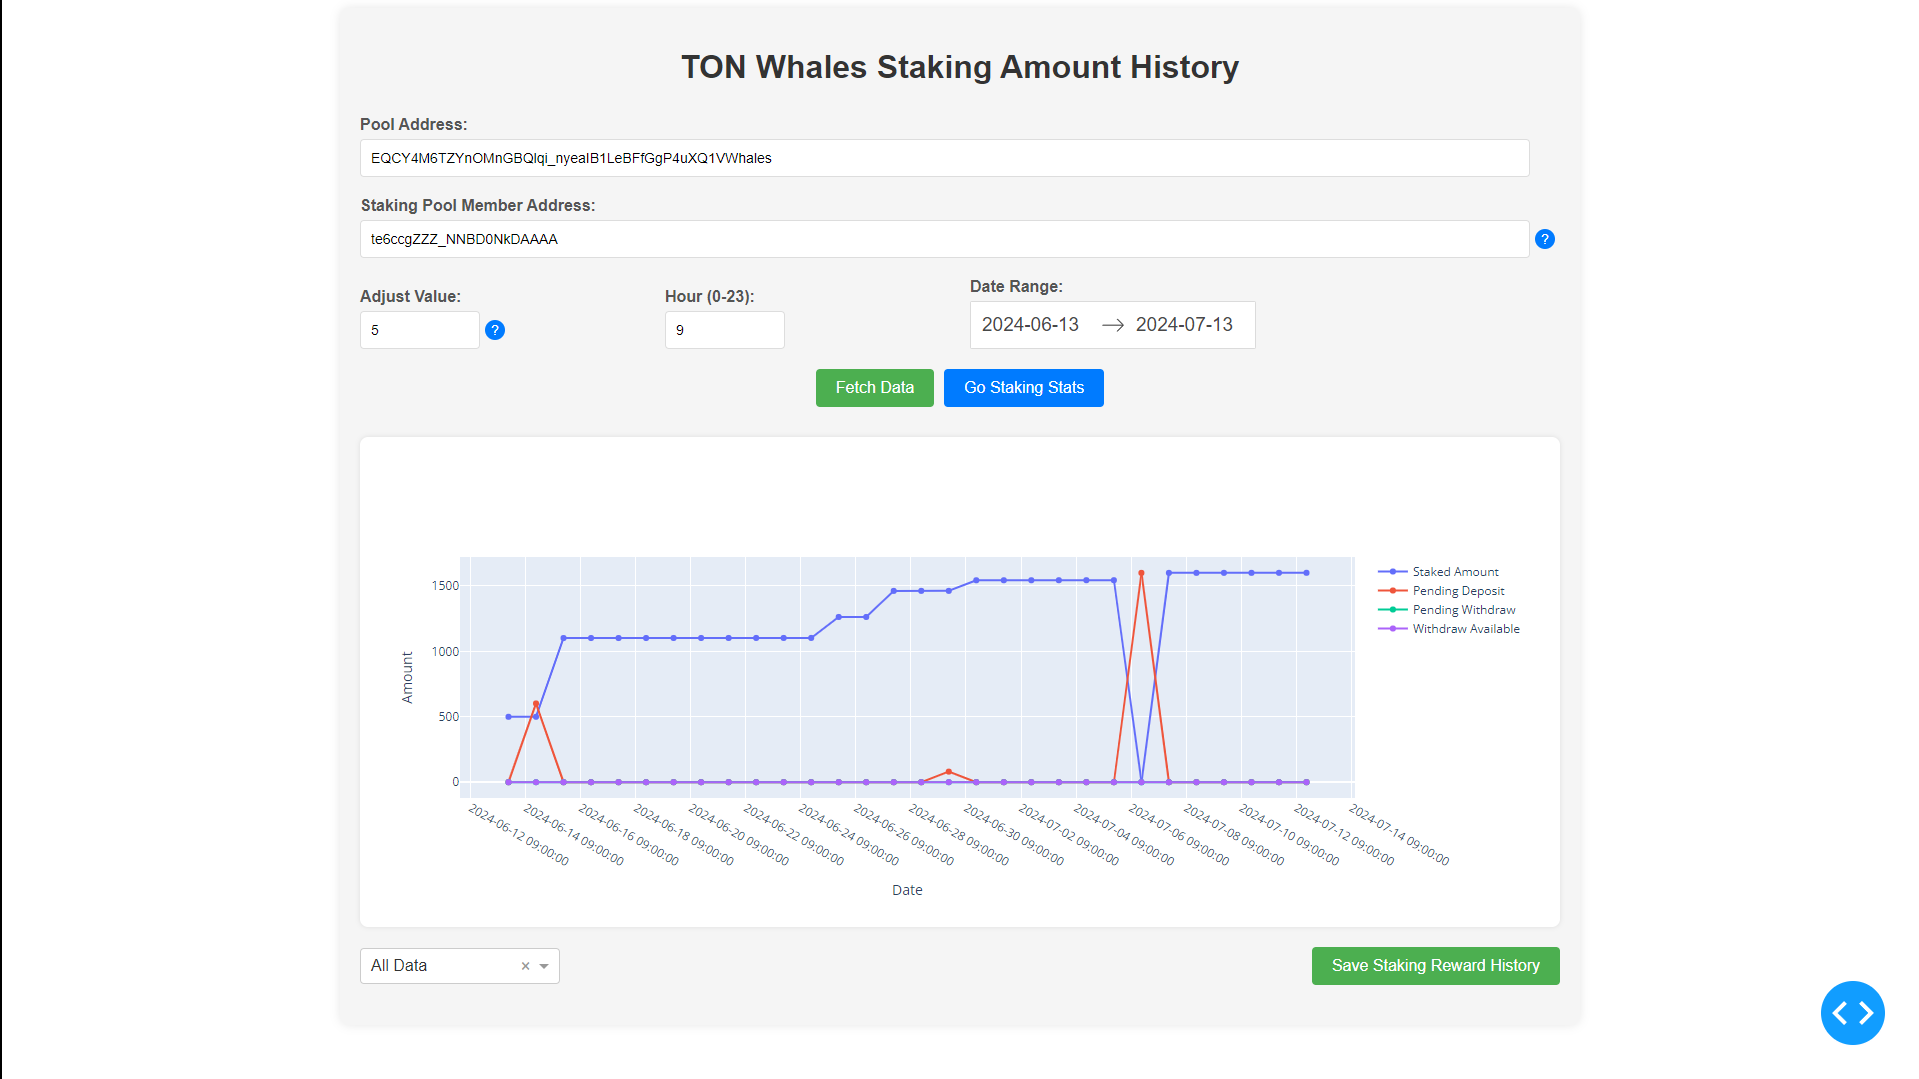 TON Whales Staking Amount History
Pool Address:
EQCY4M6TZYnOMnGBQlqi_nyeaIB1LeBFfGgP4uXQ1VWhales
Staking Pool Member Address:
te6ccgZZZ_NNBD0NkDAAAA
?
Adjust Value:
5
?
Hour (0-23):
9
Date Range:
2024-06-13 → 2024-07-13
Fetch Data
Go Staking Stats
Staked Amount
Pending Deposit
Pending Withdraw
Withdraw Available
1500
1000
500
0
Amount
2024-06-12 09:00:00
2024-06-14 09:00:00
2024-06-16 09:00:00
2024-06-18 09:00:00
2024-06-20 09:00:00
2024-06-22 09:00:00
2024-06-24 09:00:00
2024-06-26 09:00:00
2024-06-28 09:00:00
2024-06-30 09:00:00
2024-07-02 09:00:00
2024-07-04 09:00:00
2024-07-06 09:00:00
2024-07-08 09:00:00
2024-07-10 09:00:00
2024-07-12 09:00:00
2024-07-14 09:00:00
Date
All Data ×
Save Staking Reward History